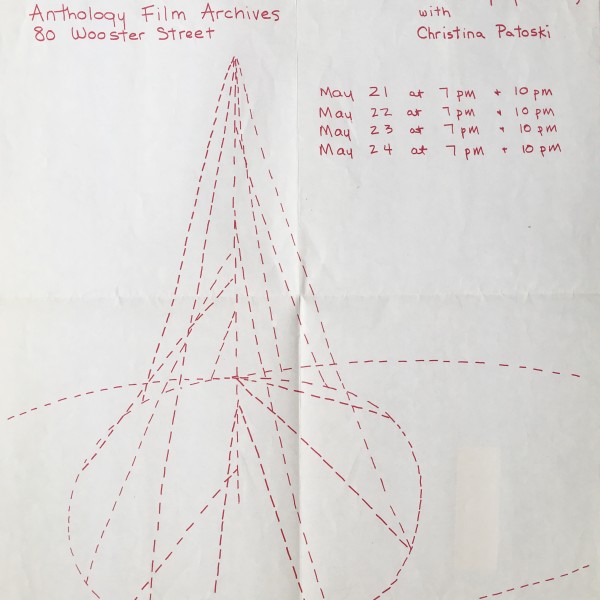 Anthology Film Archives
80 Wooster Street
with
Christina Patoski
May 21 at 7 pm + 10 pm
May 22 at 7 pm + 10 pm
May 23 at 7 pm + 10 pm
May 24 at 7 pm + 10 pm